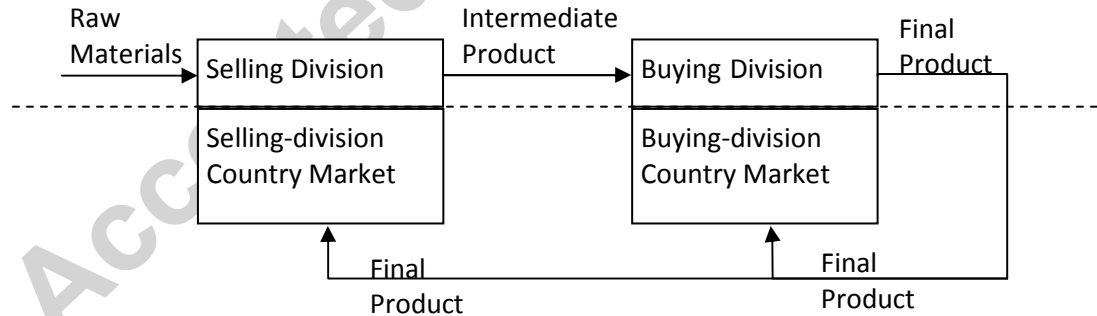 Raw
Materials
Selling Division
Intermediate
Product
Buying Division
Final
Product
Selling-division
Country Market
Buying-division
Country Market
Final
Product
Final
Product
Accepted